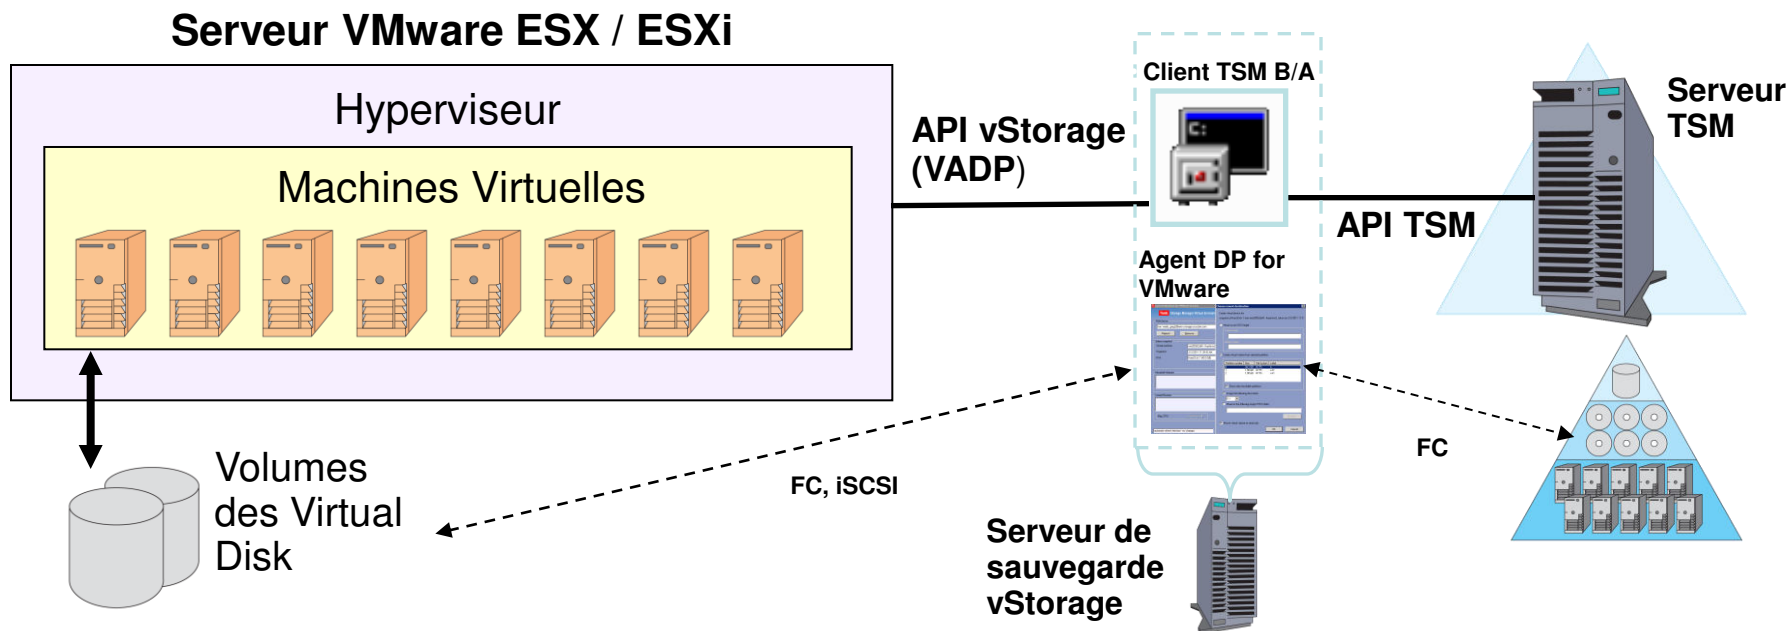 Serveur VMware ESX / ESXi
Hyperviseur
Machines Virtuelles
Volumes
des Virtual
Disk
FC, iSCSI
API vStorage
(VADP)
Client TSM B/A
C:
Agent DP for
VMware
Serveur de
sauvegarde
vStorage
API TSM
Serveur
TSM
FC